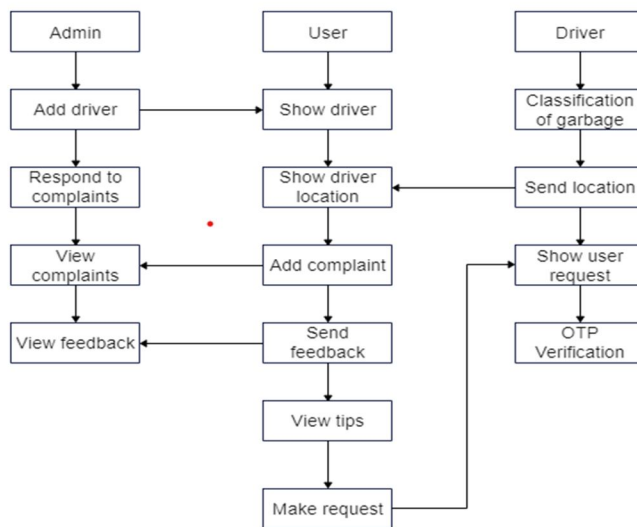 Admin
User
Driver
Add driver
Show driver
Classification
of garbage
Respond to
complaints
Show driver
location
Send location
View
complaints
Add complaint
Show user
request
View feedback
Send
feedback
OTP
Verification
View tips
Make request